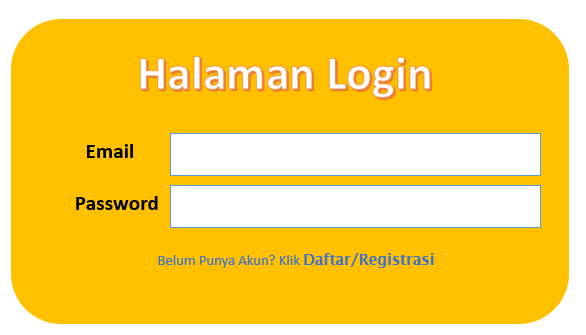 Halaman Login
Email
Password
Belum Punya Akun? Klik Daftar/Registrasi